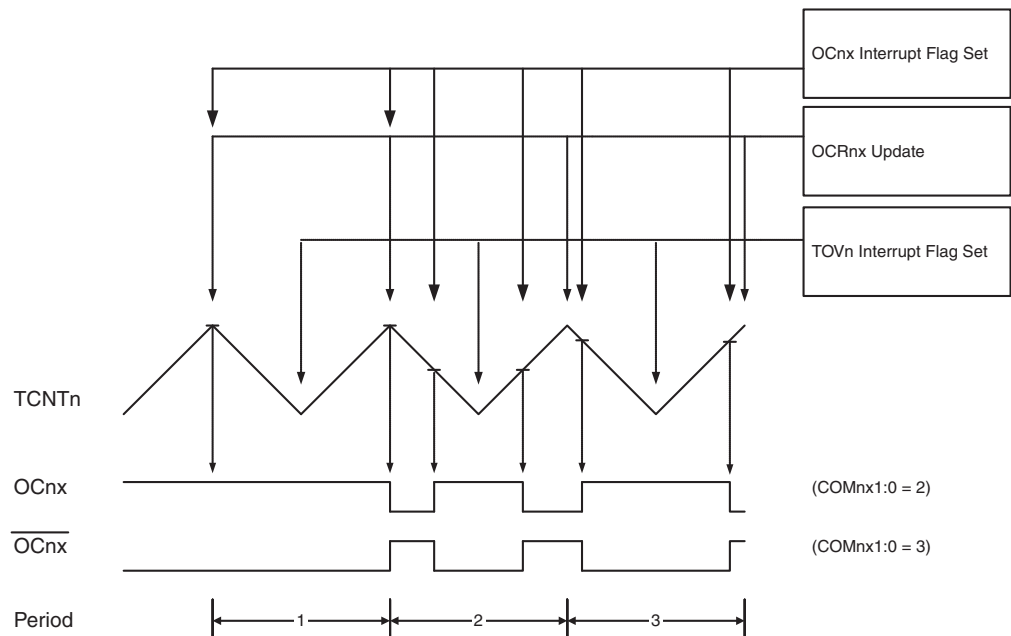 OCnx Interrupt Flag Set
OCRnx Update
TOVn Interrupt Flag Set
TCNTn
OCnx
(COMnx1:0 = 2)
OCnx
(COMnx1:0 = 3)
Period
1
2
3